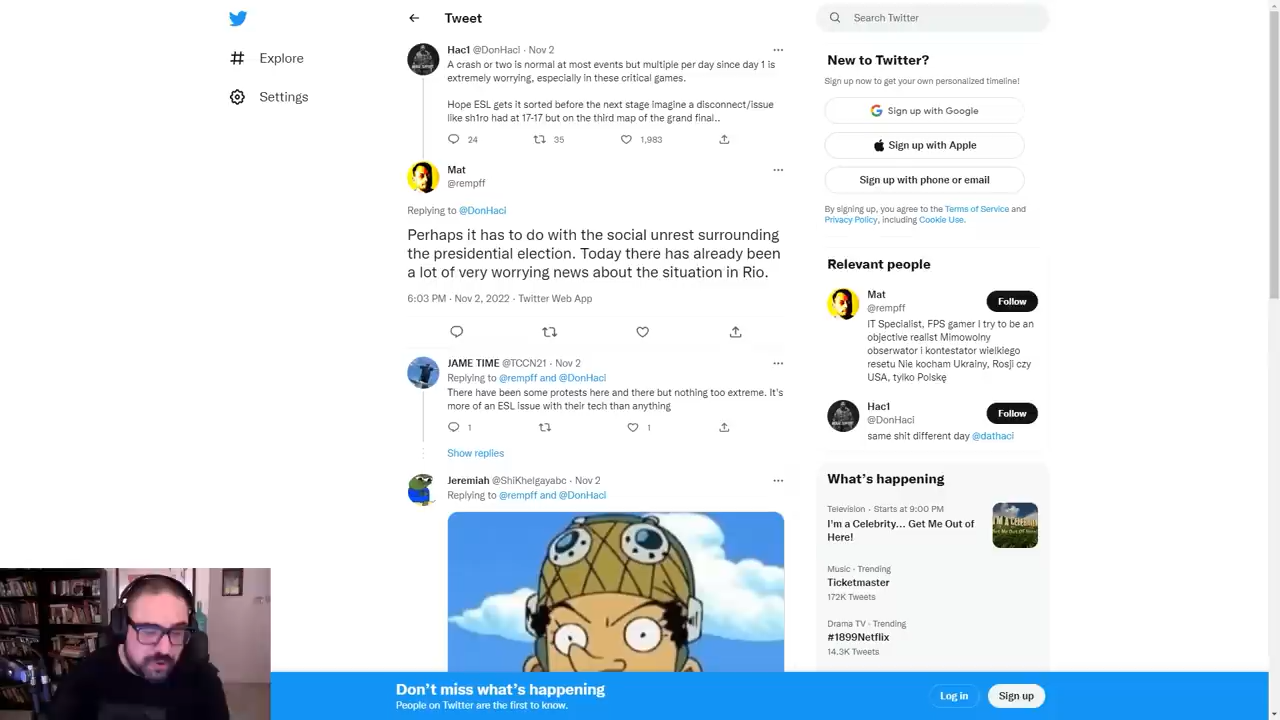 Explore
Settings
Tweet
Hac1 @DonHaci · Nov 2
A crash or two is normal at most events but multiple per day since day 1 is
extremely worrying, especially in these critical games.
Hope ESL gets it sorted before the next stage imagine a disconnect/issue
like sh1ro had at 17-17 but on the third map of the grand final..
24 35 1,983
Mat
@rempff
Replying to @DonHaci
Perhaps it has to do with the social unrest surrounding
the presidential election. Today there has already been
a lot of very worrying news about the situation in Rio.
6:03 PM · Nov 2, 2022 · Twitter Web App
JAME TIME @TCCN21 · Nov 2
Replying to @rempff and @DonHaci
There have been some protests here and there but nothing too extreme. It's
more of an ESL issue with their tech than anything
1 1
Show replies
Jeremiah @ShiKhelgayabc · Nov 2
Replying to @rempff and @DonHaci
Search Twitter
New to Twitter?
Sign up now to get your own personalized timeline!
Sign up with Google
Sign up with Apple
Sign up with phone or email
By signing up, you agree to the Terms of Service and
Privacy Policy, including Cookie Use.
Relevant people
Mat
@rempff
Follow
IT Specialist, FPS gamer I try to be an
objective realist Mimowolny
obserwator i kontestator wielkiego
resetu Nie kocham Ukrainy, Rosji czy
USA, tylko Polskę
Hac1
@DonHaci
Follow
same shit different day @dathaci
What's happening
Television · Starts at 9:00 PM
I'm a Celebrity... Get Me Out of
Here!
Music · Trending
Ticketmaster
172K Tweets
Drama TV · Trending
#1899Netflix
14.3K Tweets
Don't miss what's happening
People on Twitter are the first to know.
Log in
Sign up